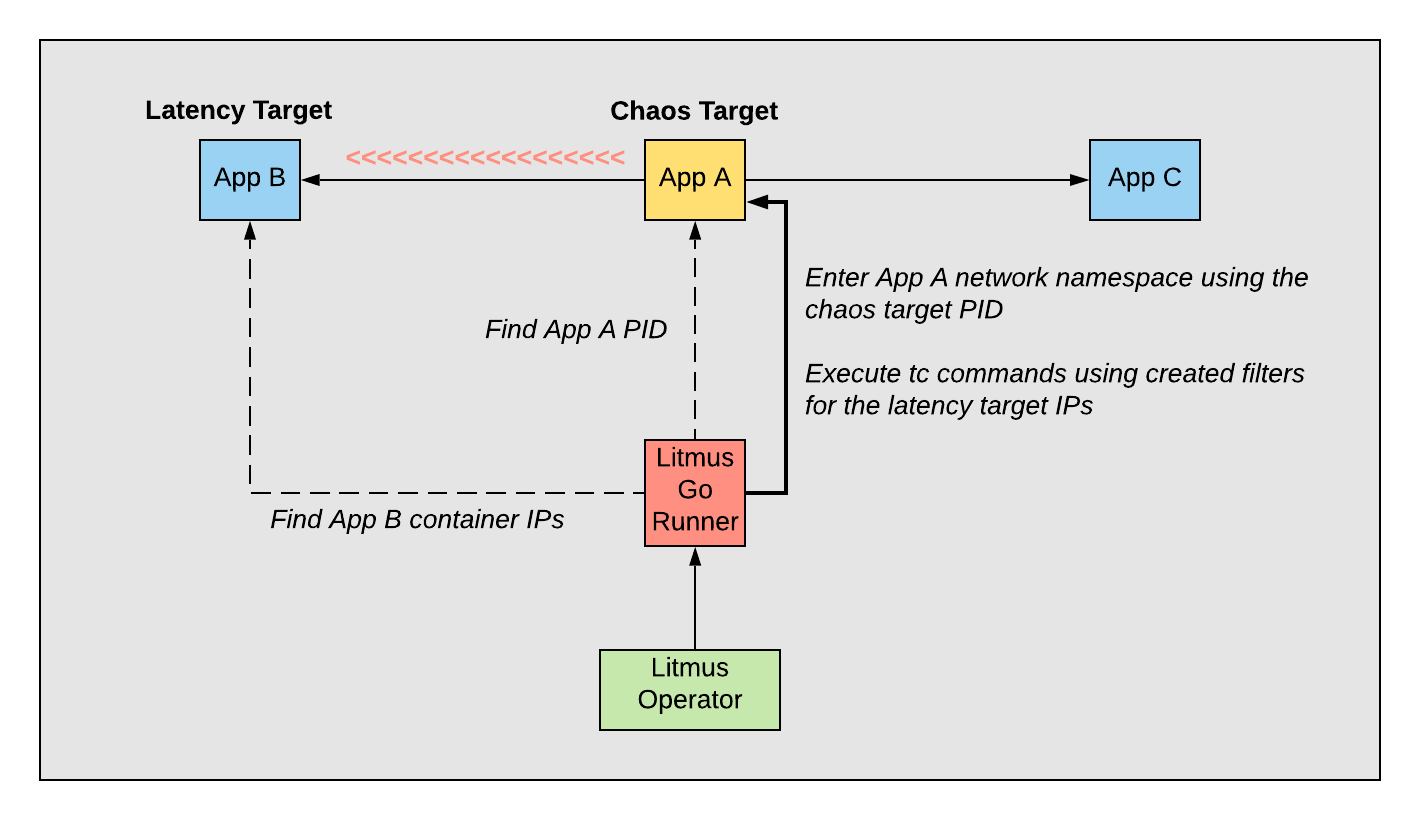 Latency Target
Chaos Target
<<<<<<<<<<<<<<<<<<
App B
App A
App C
Enter App A network namespace using the
chaos target PID
Find App A PID
Execute tc commands using created filters
for the latency target IPs
Litmus
Go
Runner
Find App B container IPs
Litmus
Operator